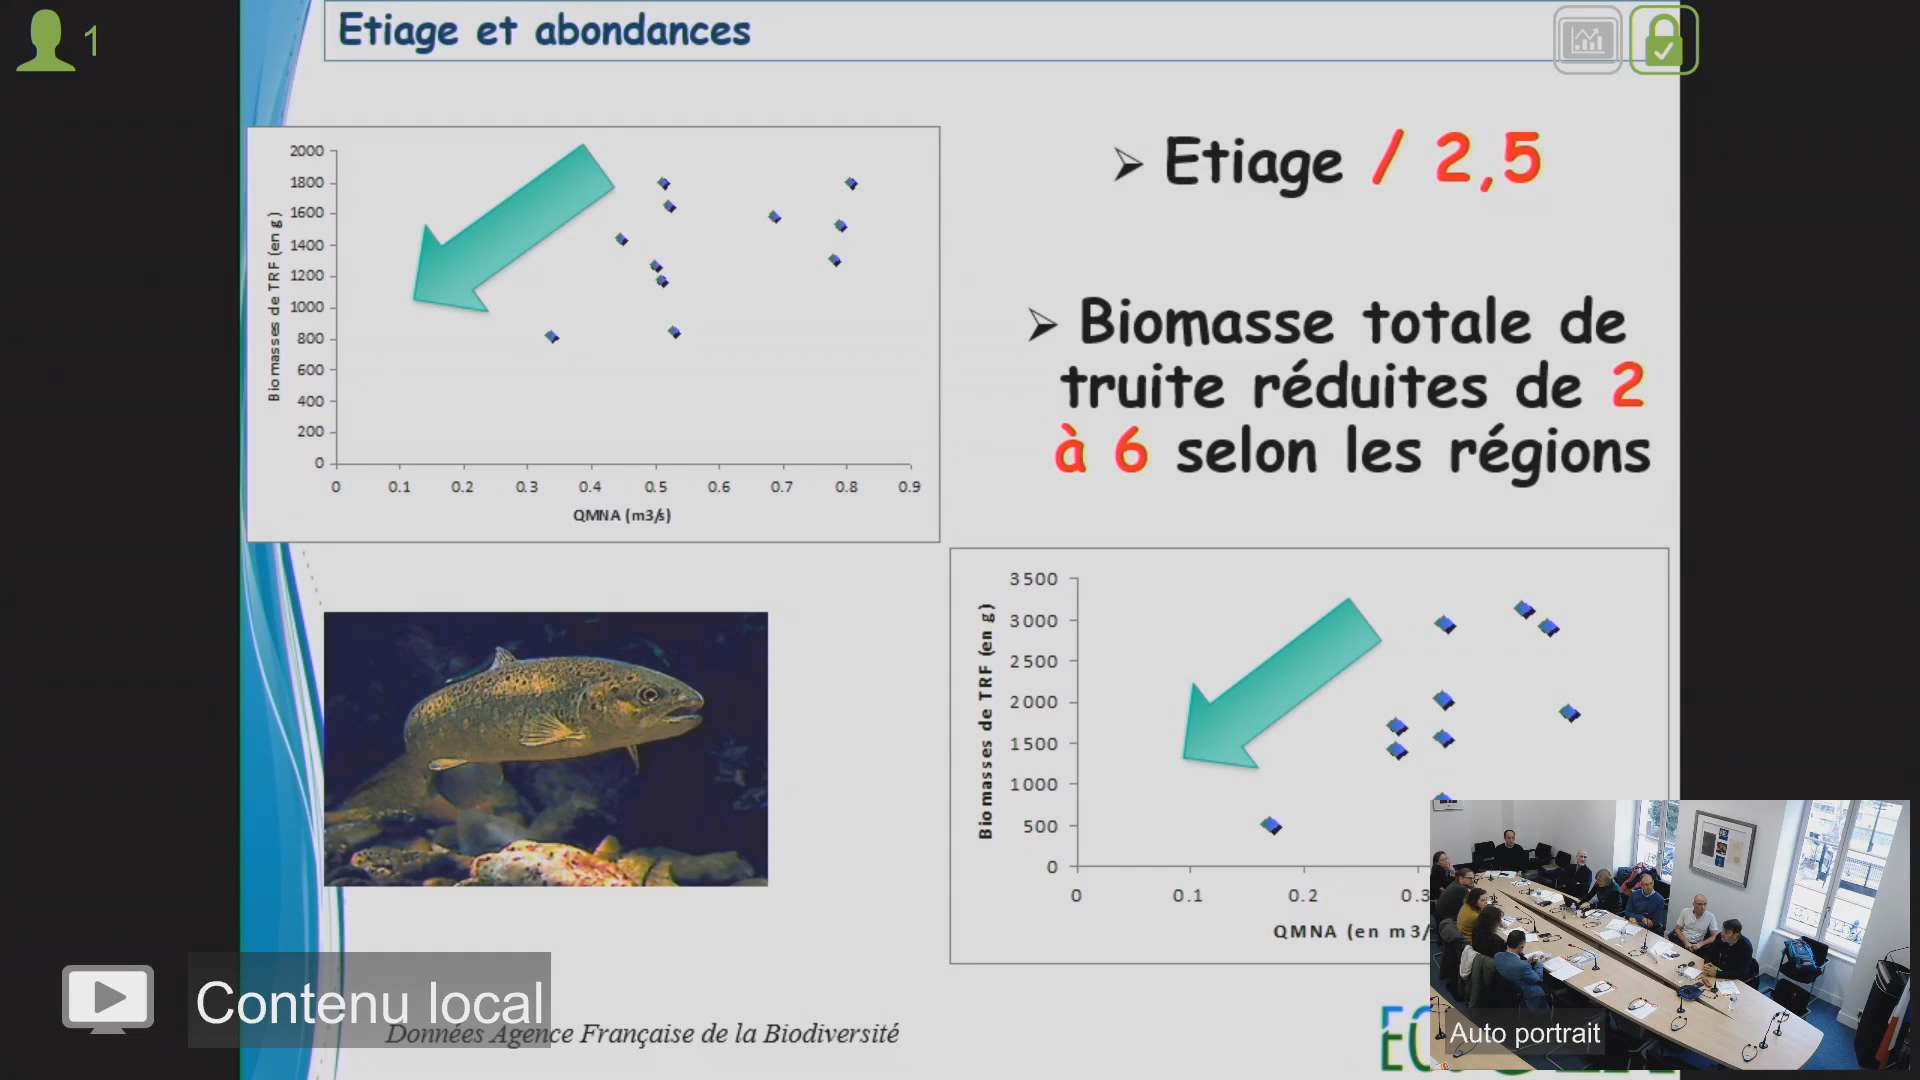 1
Etiage et abondances
2000
1800
1600
1400
1200
1000
800
600
400
200
0
Biomasses de TRF (en g)
0 0.1 0.2 0.3 0.4 0.5 0.6 0.7 0.8 0.9
QMNA (m3/s)
➢ Etiage / 2,5
➢ Biomasse totale de
truite réduites de 2
à 6 selon les régions
3500
3000
2500
2000
1500
1000
500
0
Biomasses de TRF (en g)
0 0.1 0.2 0.3
QMNA (en m3/
Contenu local
Données Agence Française de la Biodiversité
Auto portrait